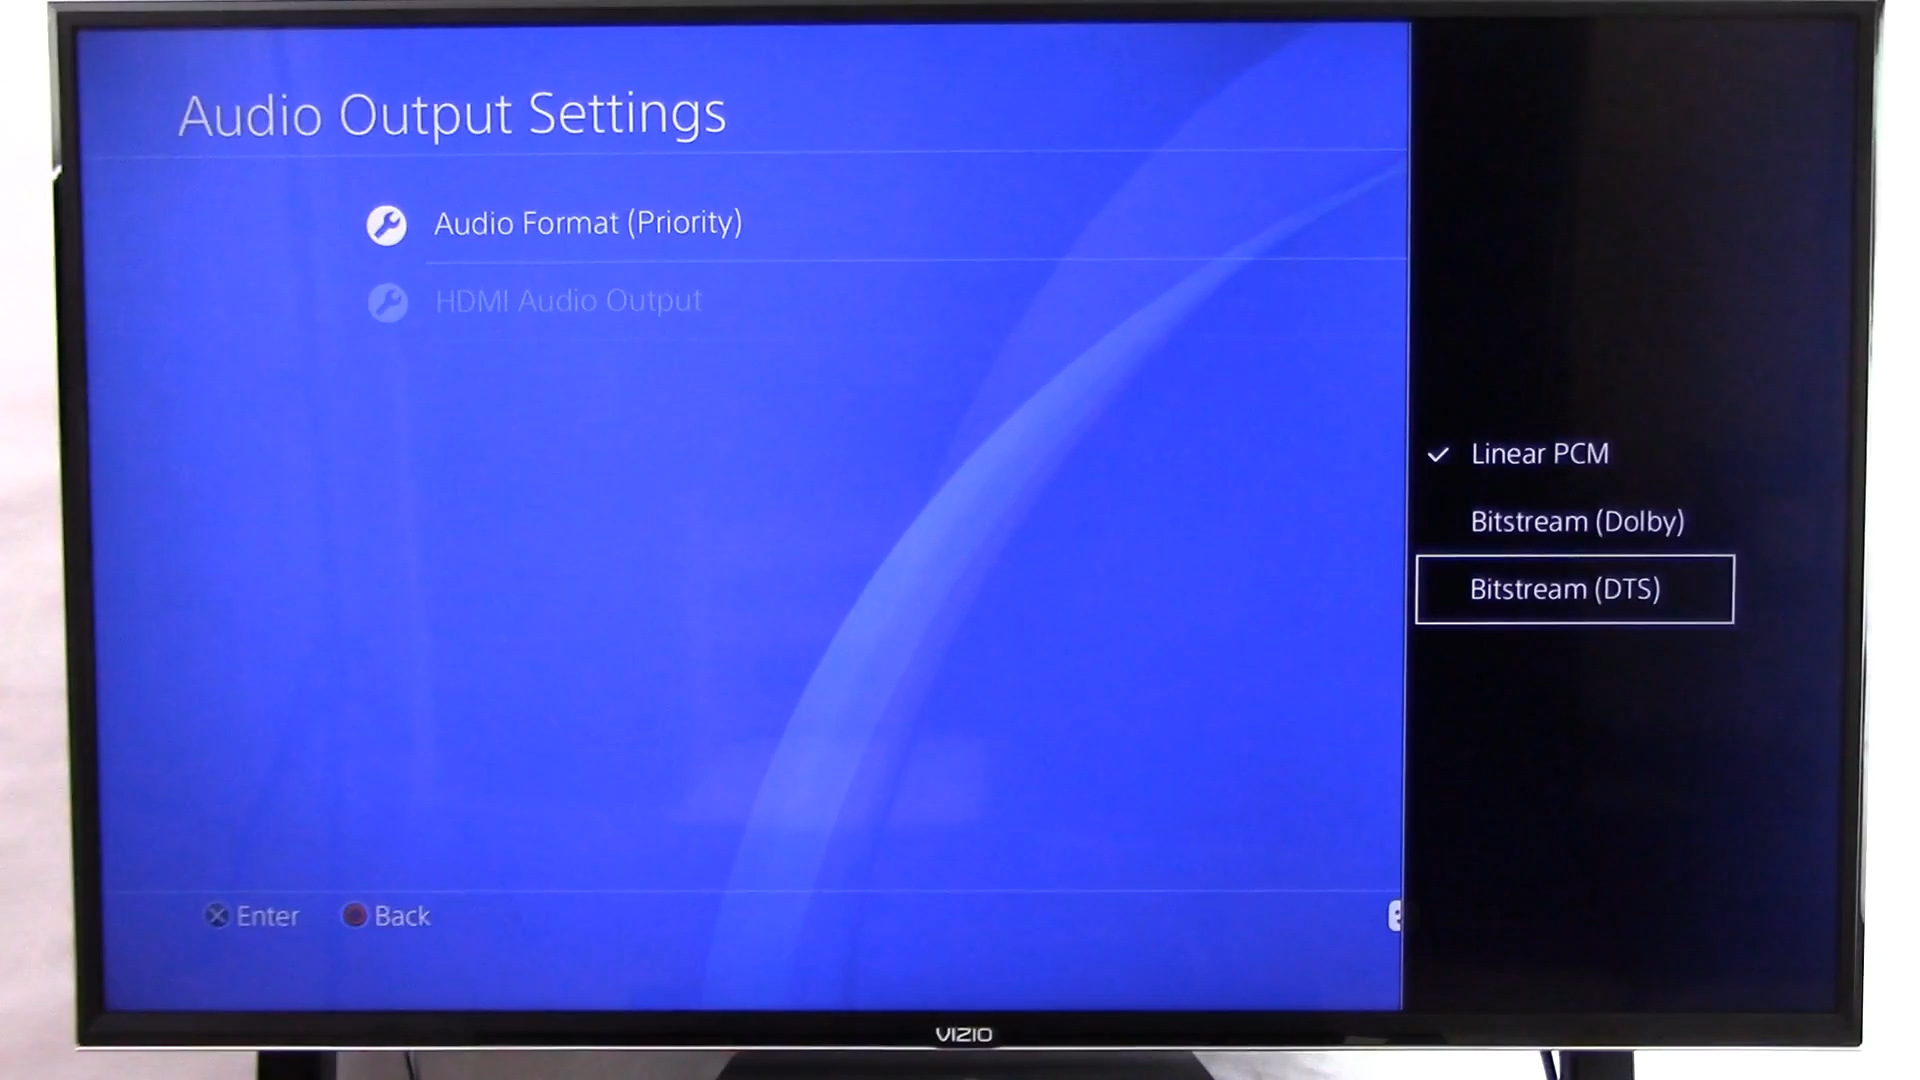 Audio Output Settings
Audio Format (Priority)
HDMI Audio Output
Linear PCM
Bitstream (Dolby)
Bitstream (DTS)
Enter
Back
VIZIO